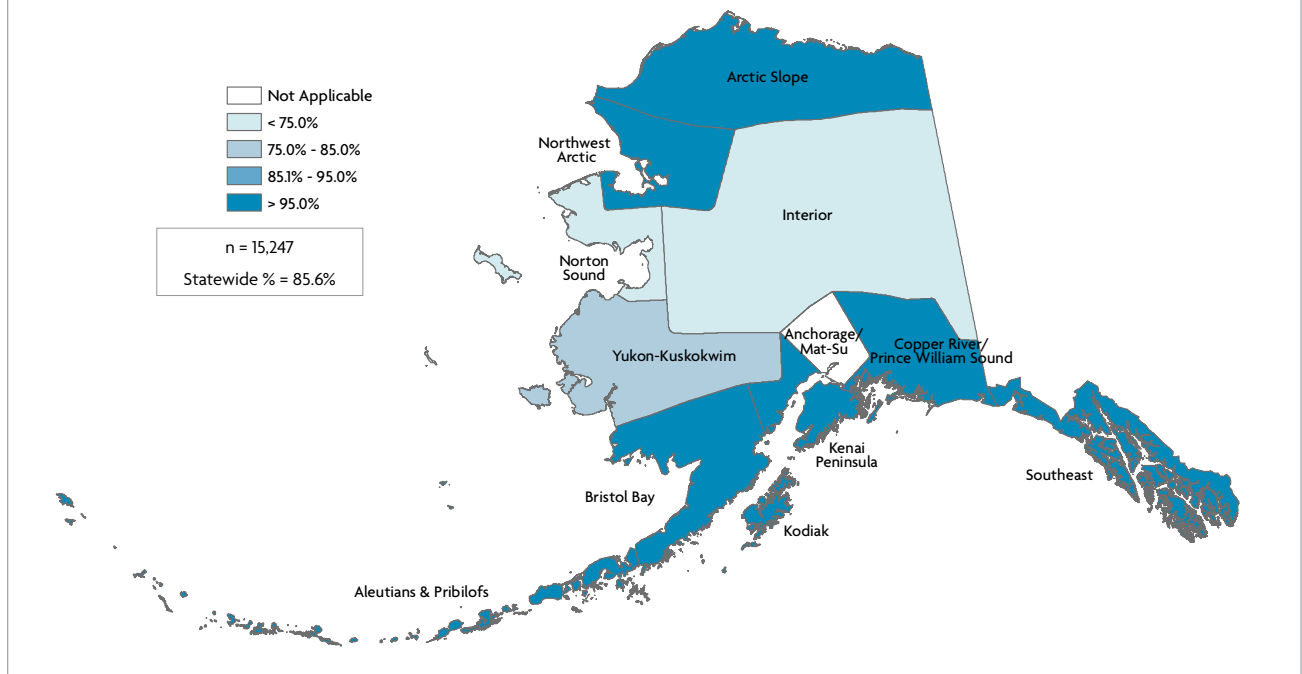 Arctic Slope
Not Applicable
< 75.0%
75.0% - 85.0%
85.1% - 95.0%
> 95.0%
n = 15,247
Statewide % = 85.6%
Northwest
Arctic
Interior
Norton
Sound
Anchorage/
Mat-Su
Copper River/
Prince William Sound
Yukon-Kuskokwim
Kenai
Peninsula
Southeast
Bristol Bay
Kodiak
Aleutians & Pribilofs